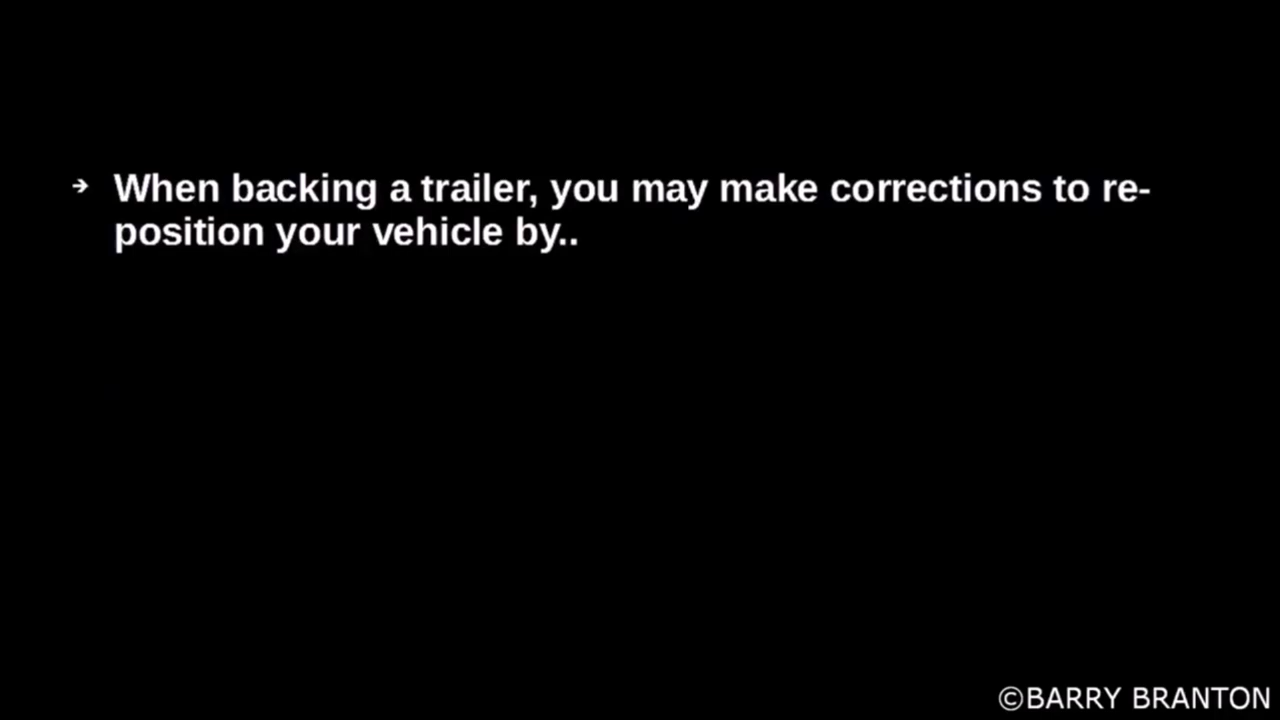 ➔ When backing a trailer, you may make corrections to re-
position your vehicle by..
©BARRY BRANTON